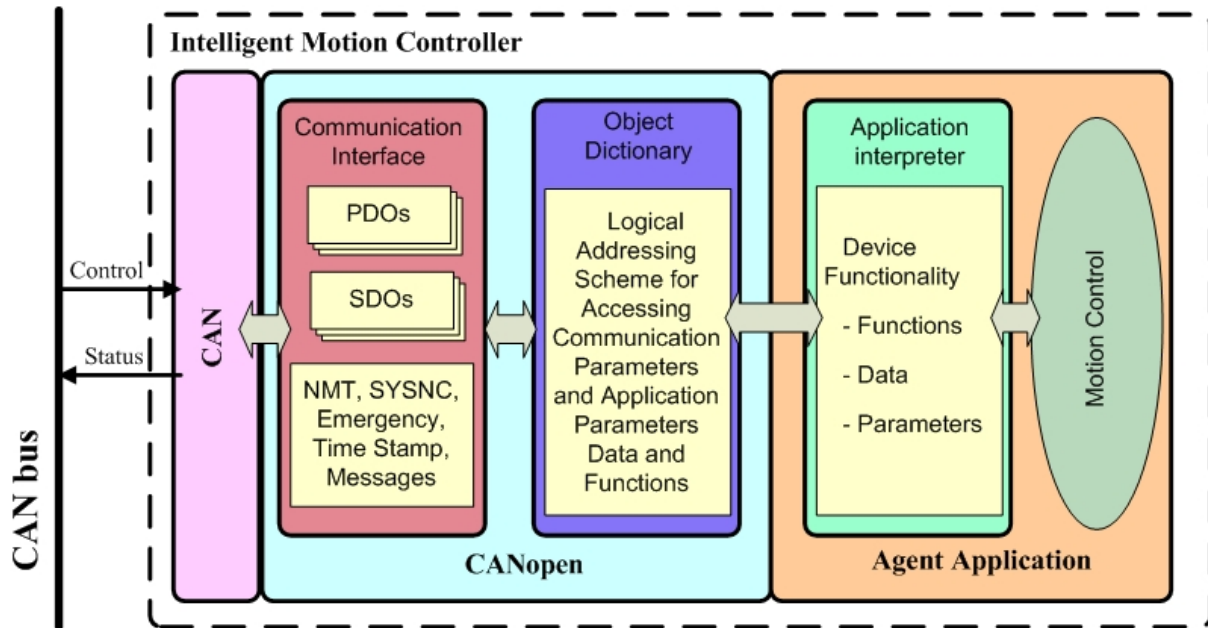 Intelligent Motion Controller
CAN bus
Control
Status
CAN
Communication
Interface
PDOs
SDOs
NMT, SYSNC,
Emergency,
Time Stamp,
Messages
Object
Dictionary
Logical
Addressing
Scheme for
Accessing
Communication
Parameters
and Application
Parameters
Data and
Functions
CANopen
Application
interpreter
Device
Functionality
- Functions
- Data
- Parameters
Motion Control
Agent Application